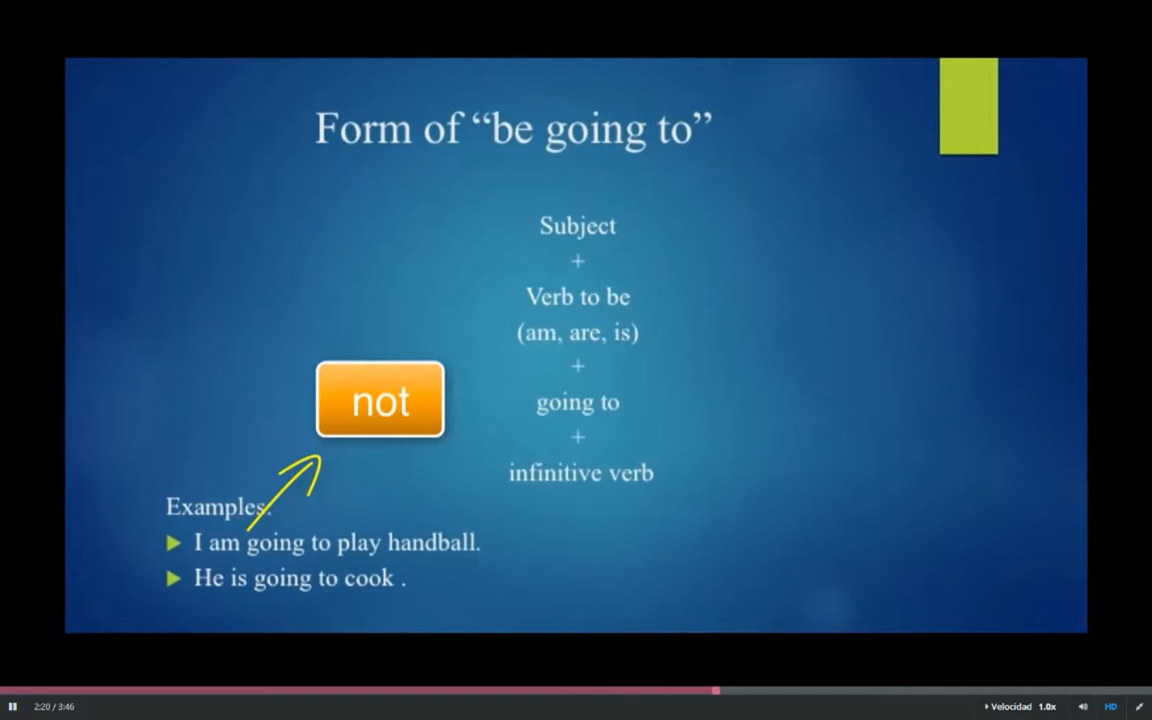 Form of “be going to”
Subject
+
Verb to be
(am, are, is)
+
going to
+
infinitive verb
not
Examples:
I am going to play handball.
He is going to cook .
2:20 / 3:46
Velocidad 1.0x
HD